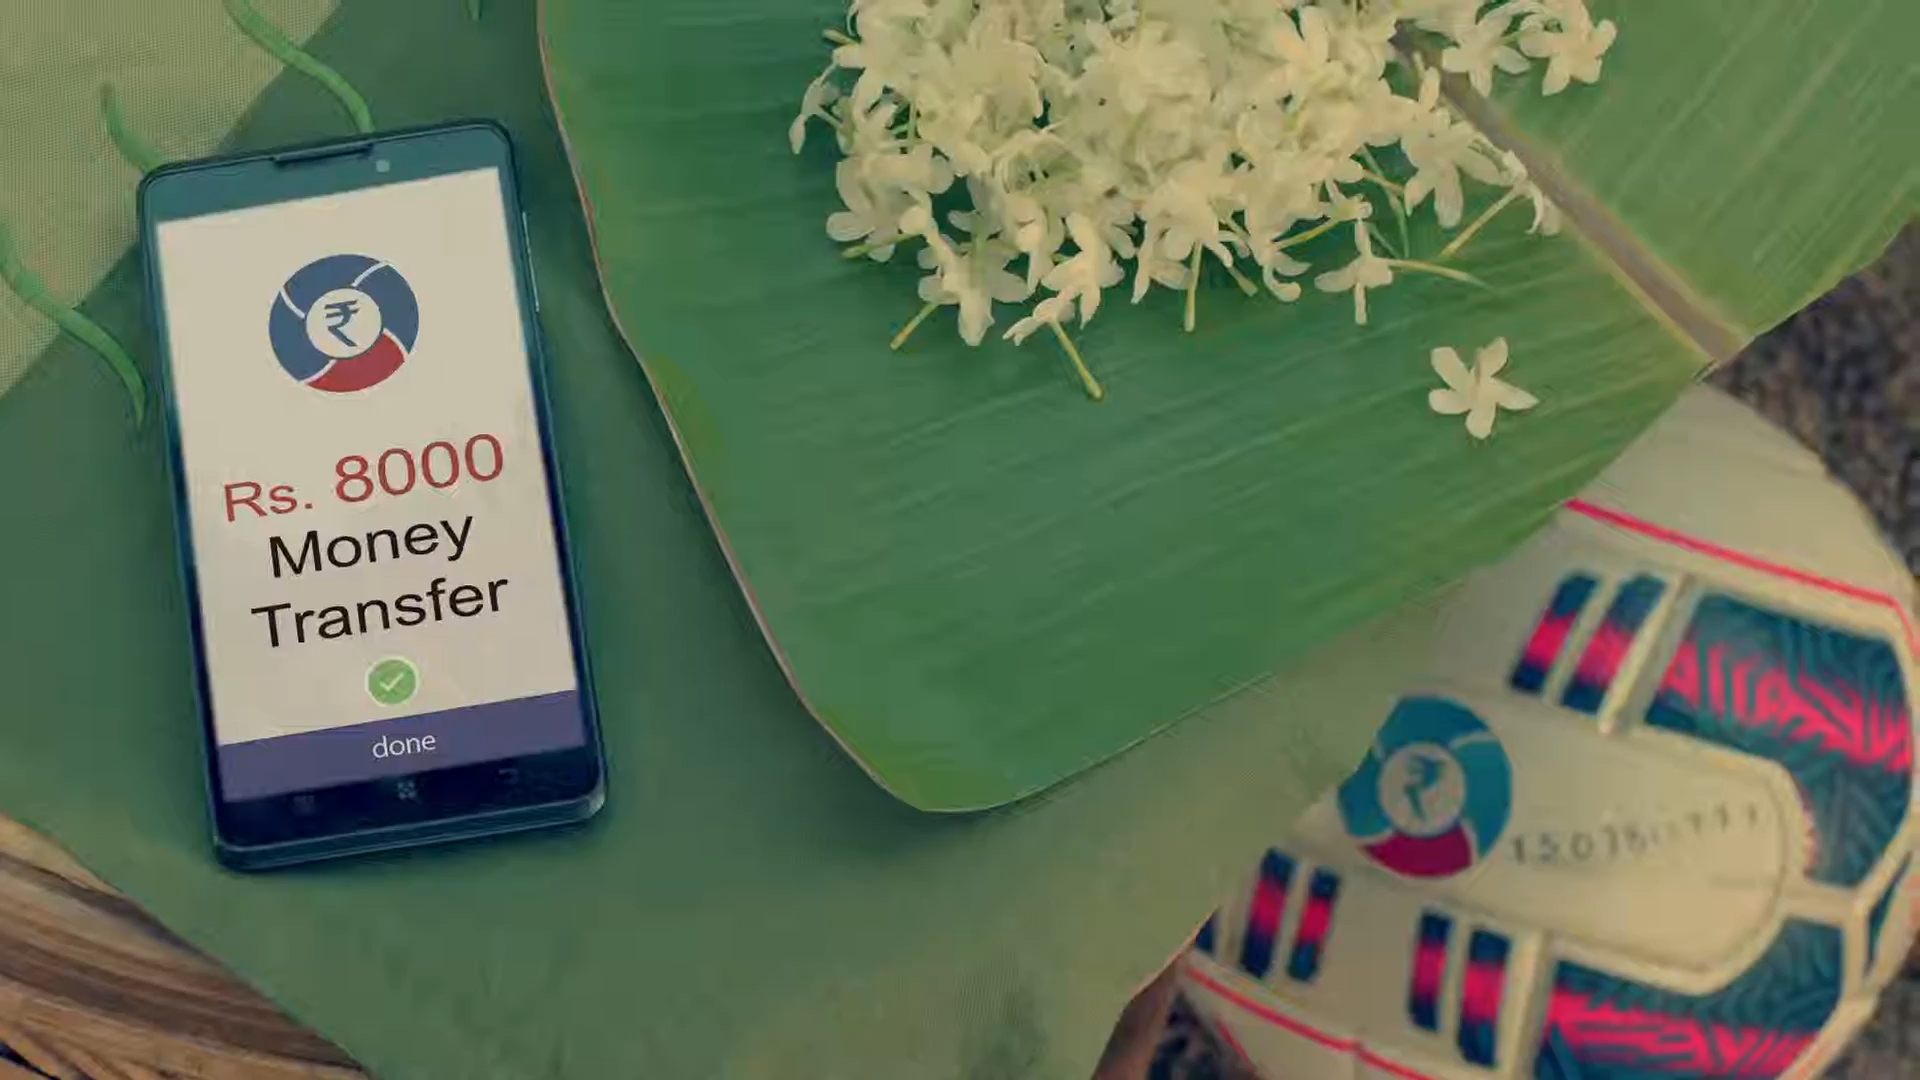 ₹
Rs. 8000
Money
Transfer
done
₹